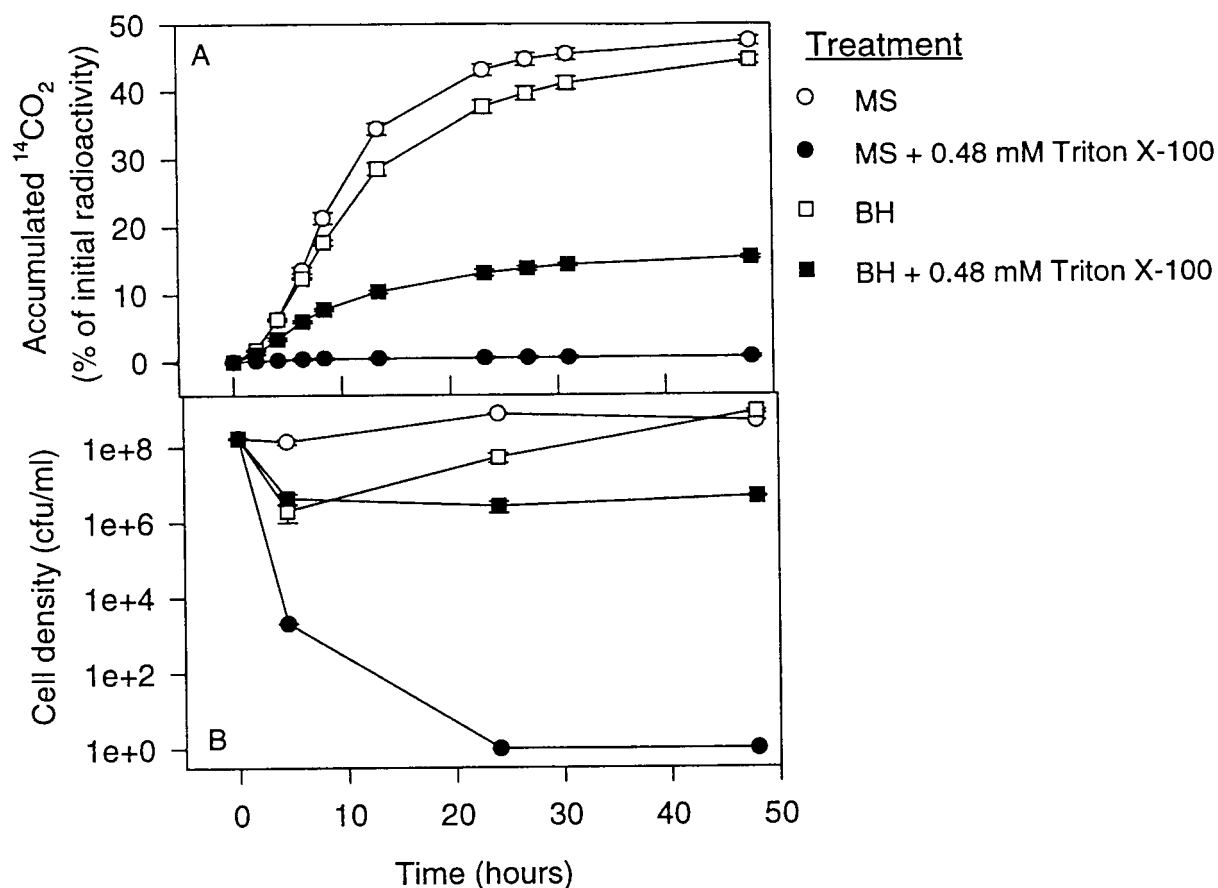 A
50
40
30
20
10
0
Accumulated ¹⁴CO₂
(% of initial radioactivity)
Treatment
MS
MS + 0.48 mM Triton X-100
BH
BH + 0.48 mM Triton X-100
B
1e+8
1e+6
1e+4
1e+2
1e+0
Cell density (cfu/ml)
0 10 20 30 40 50
Time (hours)